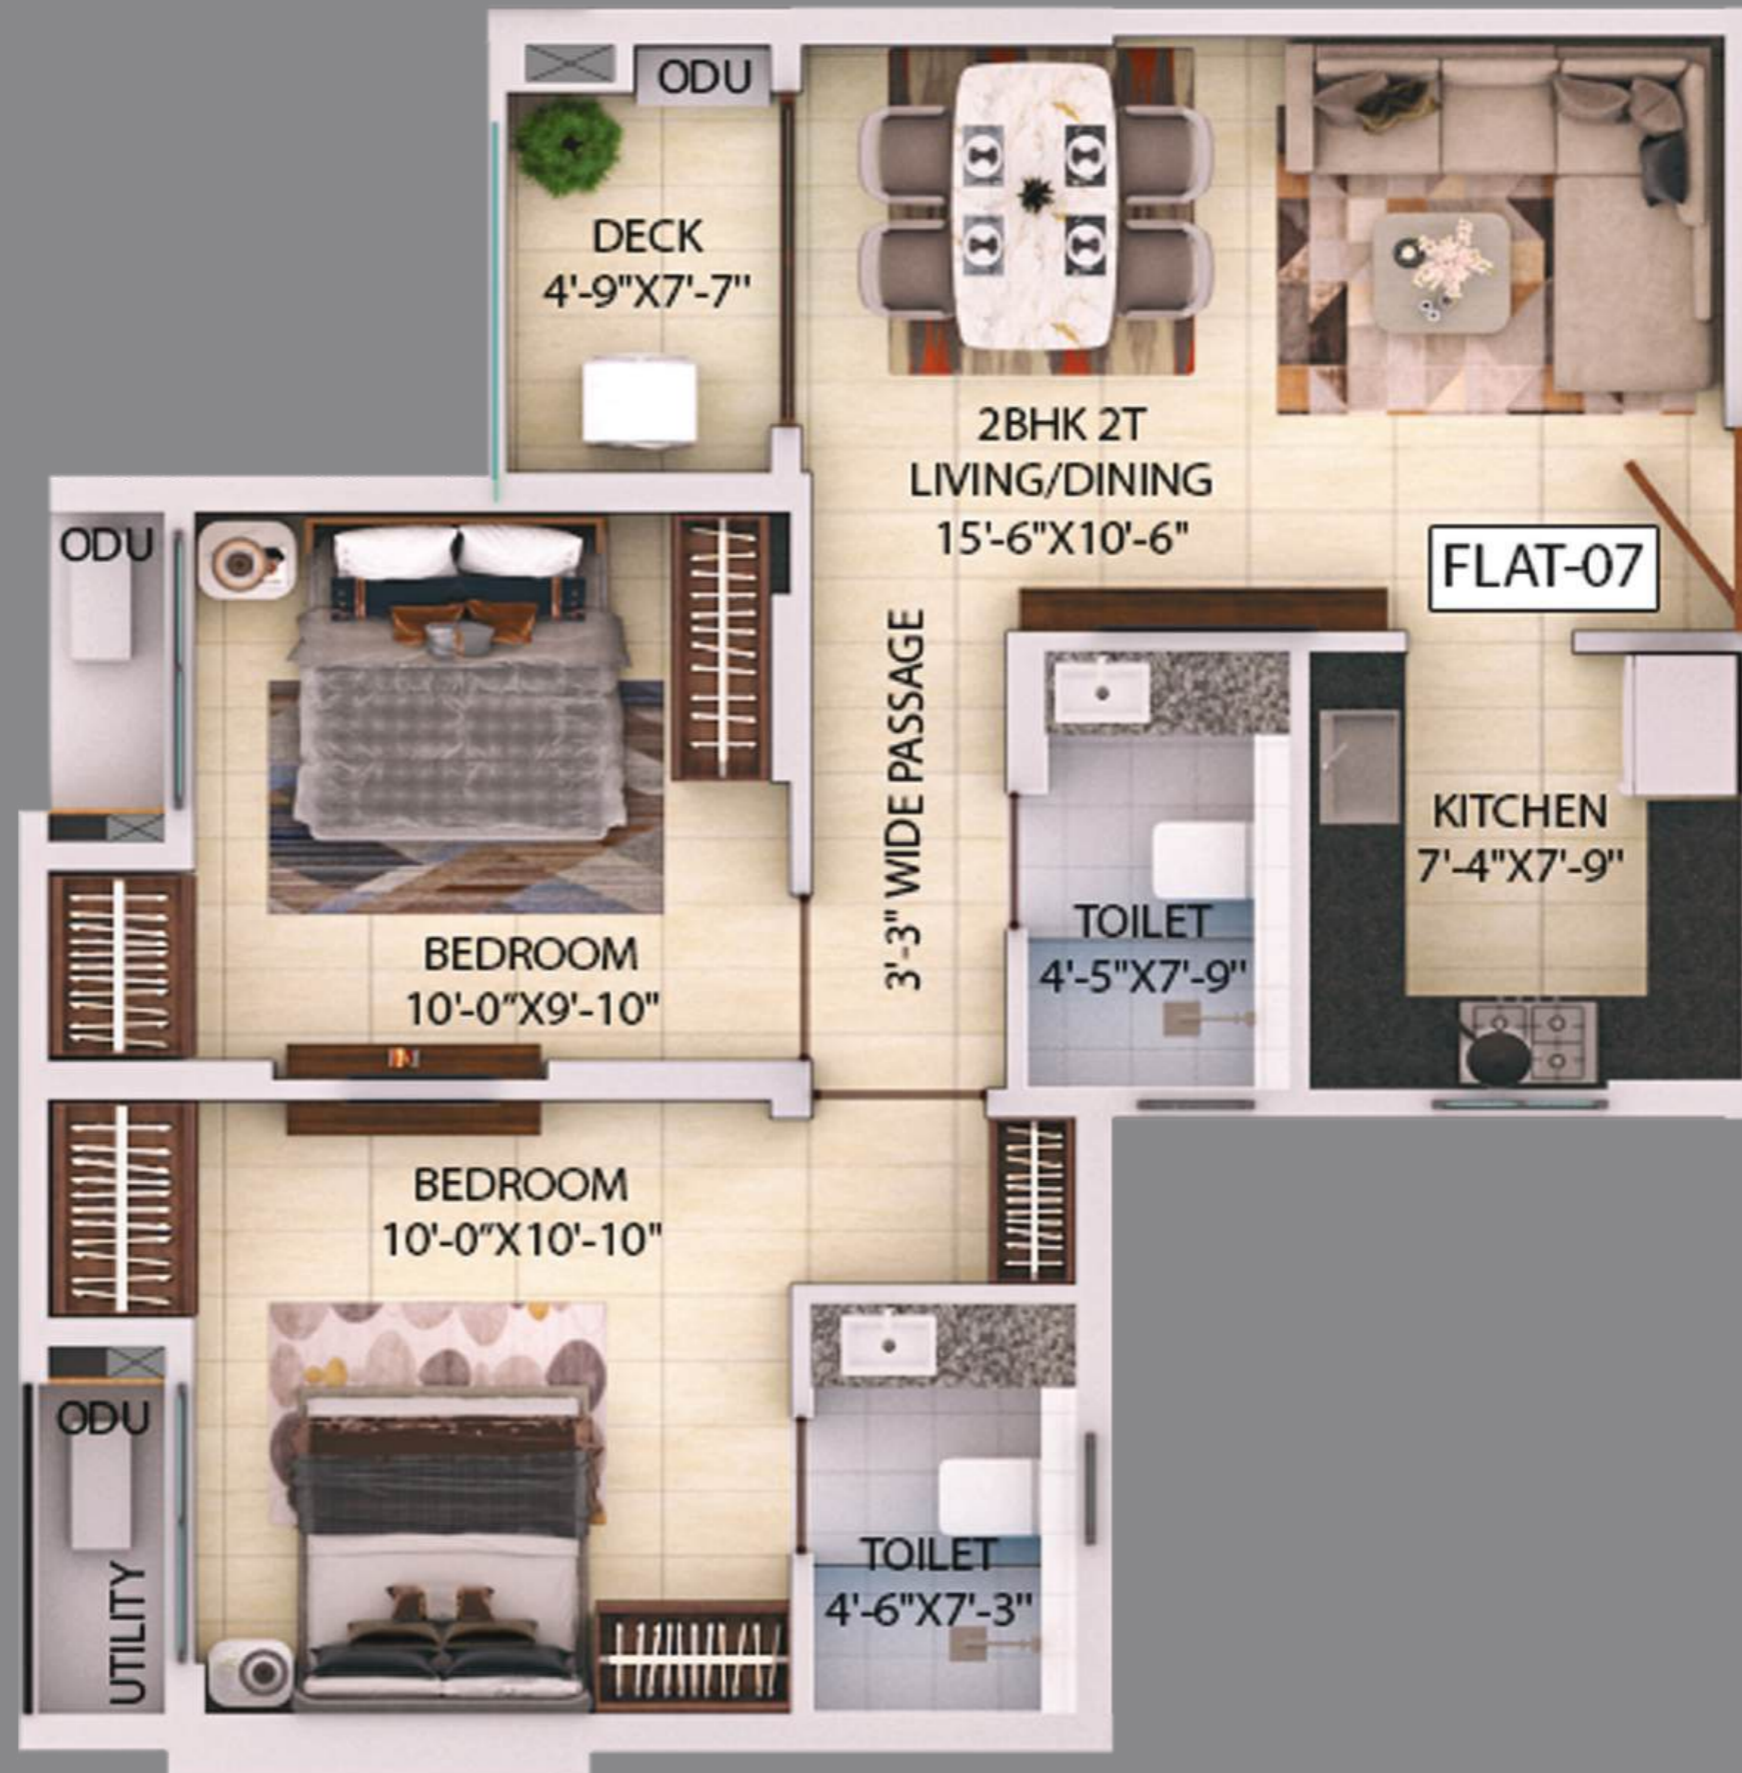 ODU
DECK
4'-9"X7'-7"
2BHK 2T
LIVING/DINING
15'-6"X10'-6"
ODU
FLAT-07
3'-3" WIDE PASSAGE
KITCHEN
7'-4"X7'-9"
TOILET
4'-5"X7'-9"
BEDROOM
10'-0"X9'-10"
BEDROOM
10'-0"X10'-10"
ODU
UTILITY
TOILET
4'-6"X7'-3"